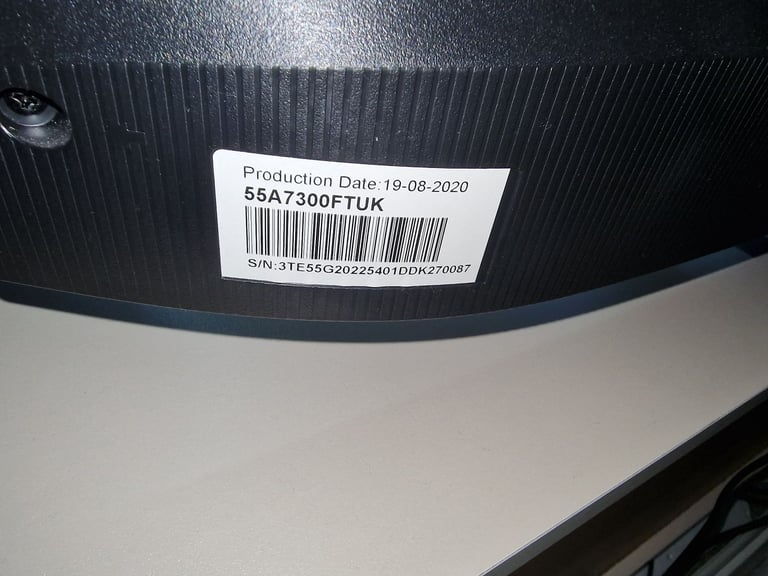 Production Date:19-08-2020
55A7300FTUK
S/N:3TE55G20225401DDK270087